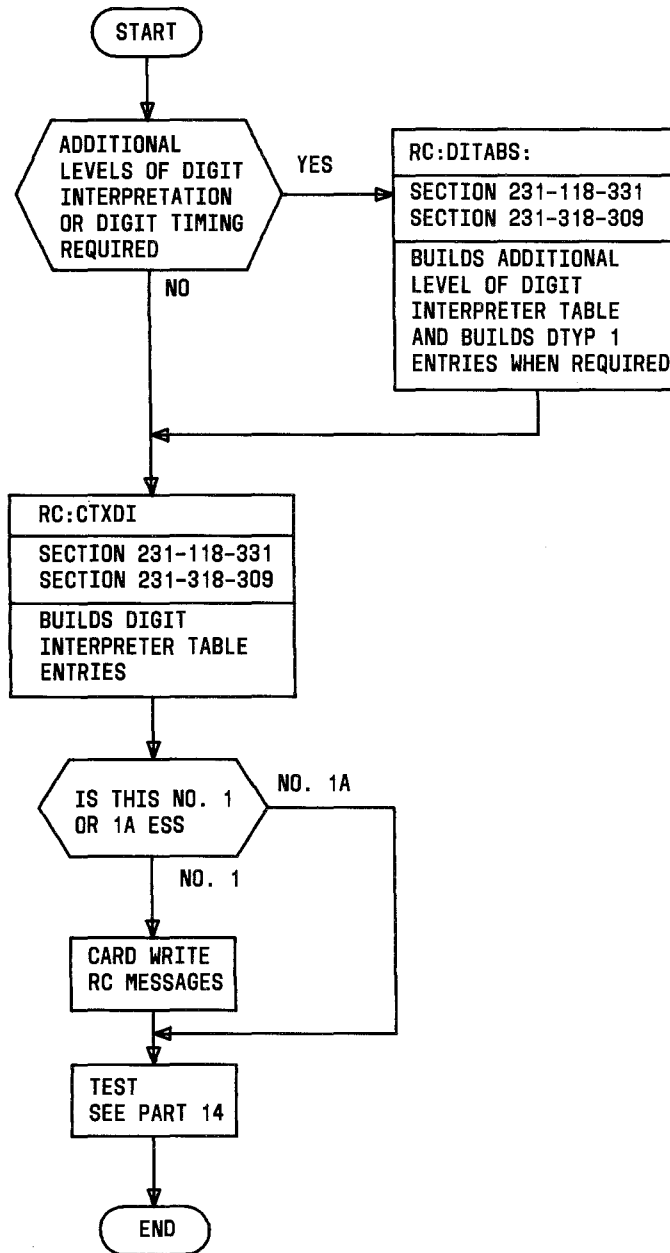 START
ADDITIONAL
LEVELS OF DIGIT
INTERPRETATION
OR DIGIT TIMING
REQUIRED
YES
RC:DITABS:
SECTION 231-118-331
SECTION 231-318-309
BUILDS ADDITIONAL
LEVEL OF DIGIT
INTERPRETER TABLE
AND BUILDS DTYP 1
ENTRIES WHEN REQUIRED
NO
RC:CTXDI
SECTION 231-118-331
SECTION 231-318-309
BUILDS DIGIT
INTERPRETER TABLE
ENTRIES
IS THIS NO. 1
OR 1A ESS
NO. 1A
NO. 1
CARD WRITE
RC MESSAGES
TEST
SEE PART 14
END